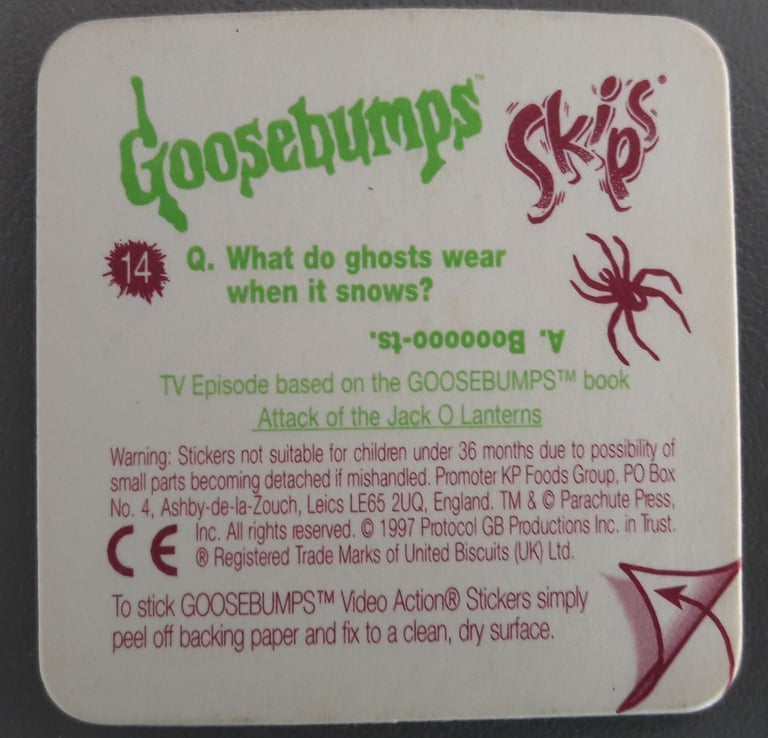 Goosebumps™
Skips®
14
Q. What do ghosts wear
when it snows?
A. Boooooo-ts.
TV Episode based on the GOOSEBUMPS™ book
Attack of the Jack O Lanterns
Warning: Stickers not suitable for children under 36 months due to possibility of
small parts becoming detached if mishandled. Promoter KP Foods Group, PO Box
No. 4, Ashby-de-la-Zouch, Leics LE65 2UQ, England. TM & © Parachute Press,
CE Inc. All rights reserved. © 1997 Protocol GB Productions Inc. in Trust.
® Registered Trade Marks of United Biscuits (UK) Ltd.
To stick GOOSEBUMPS™ Video Action® Stickers simply
peel off backing paper and fix to a clean, dry surface.